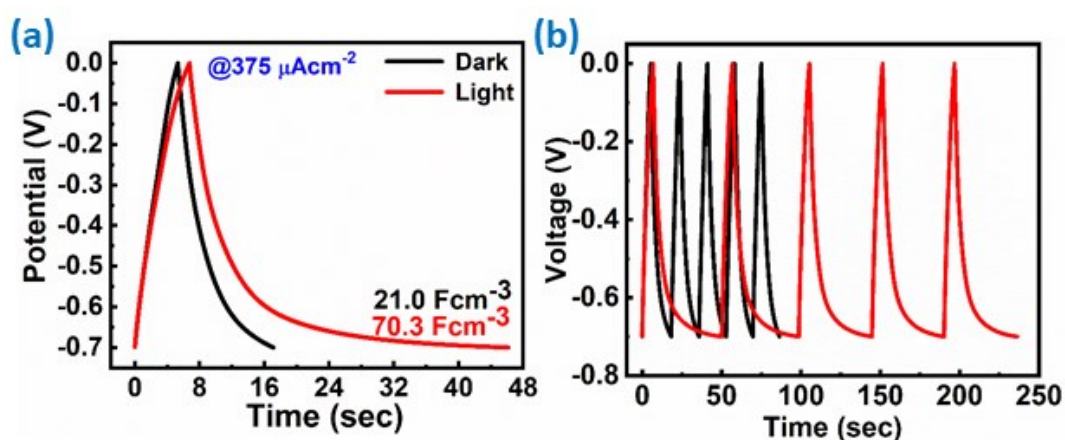 (a)
@375 μAcm⁻²
Dark
Light
0.0
-0.1
-0.2
-0.3
-0.4
-0.5
-0.6
-0.7
Potential (V)
21.0 Fcm⁻³
70.3 Fcm⁻³
0 8 16 24 32 40 48
Time (sec)
(b)
0.0
-0.2
-0.4
-0.6
-0.8
Voltage (V)
0 50 100 150 200 250
Time (sec)